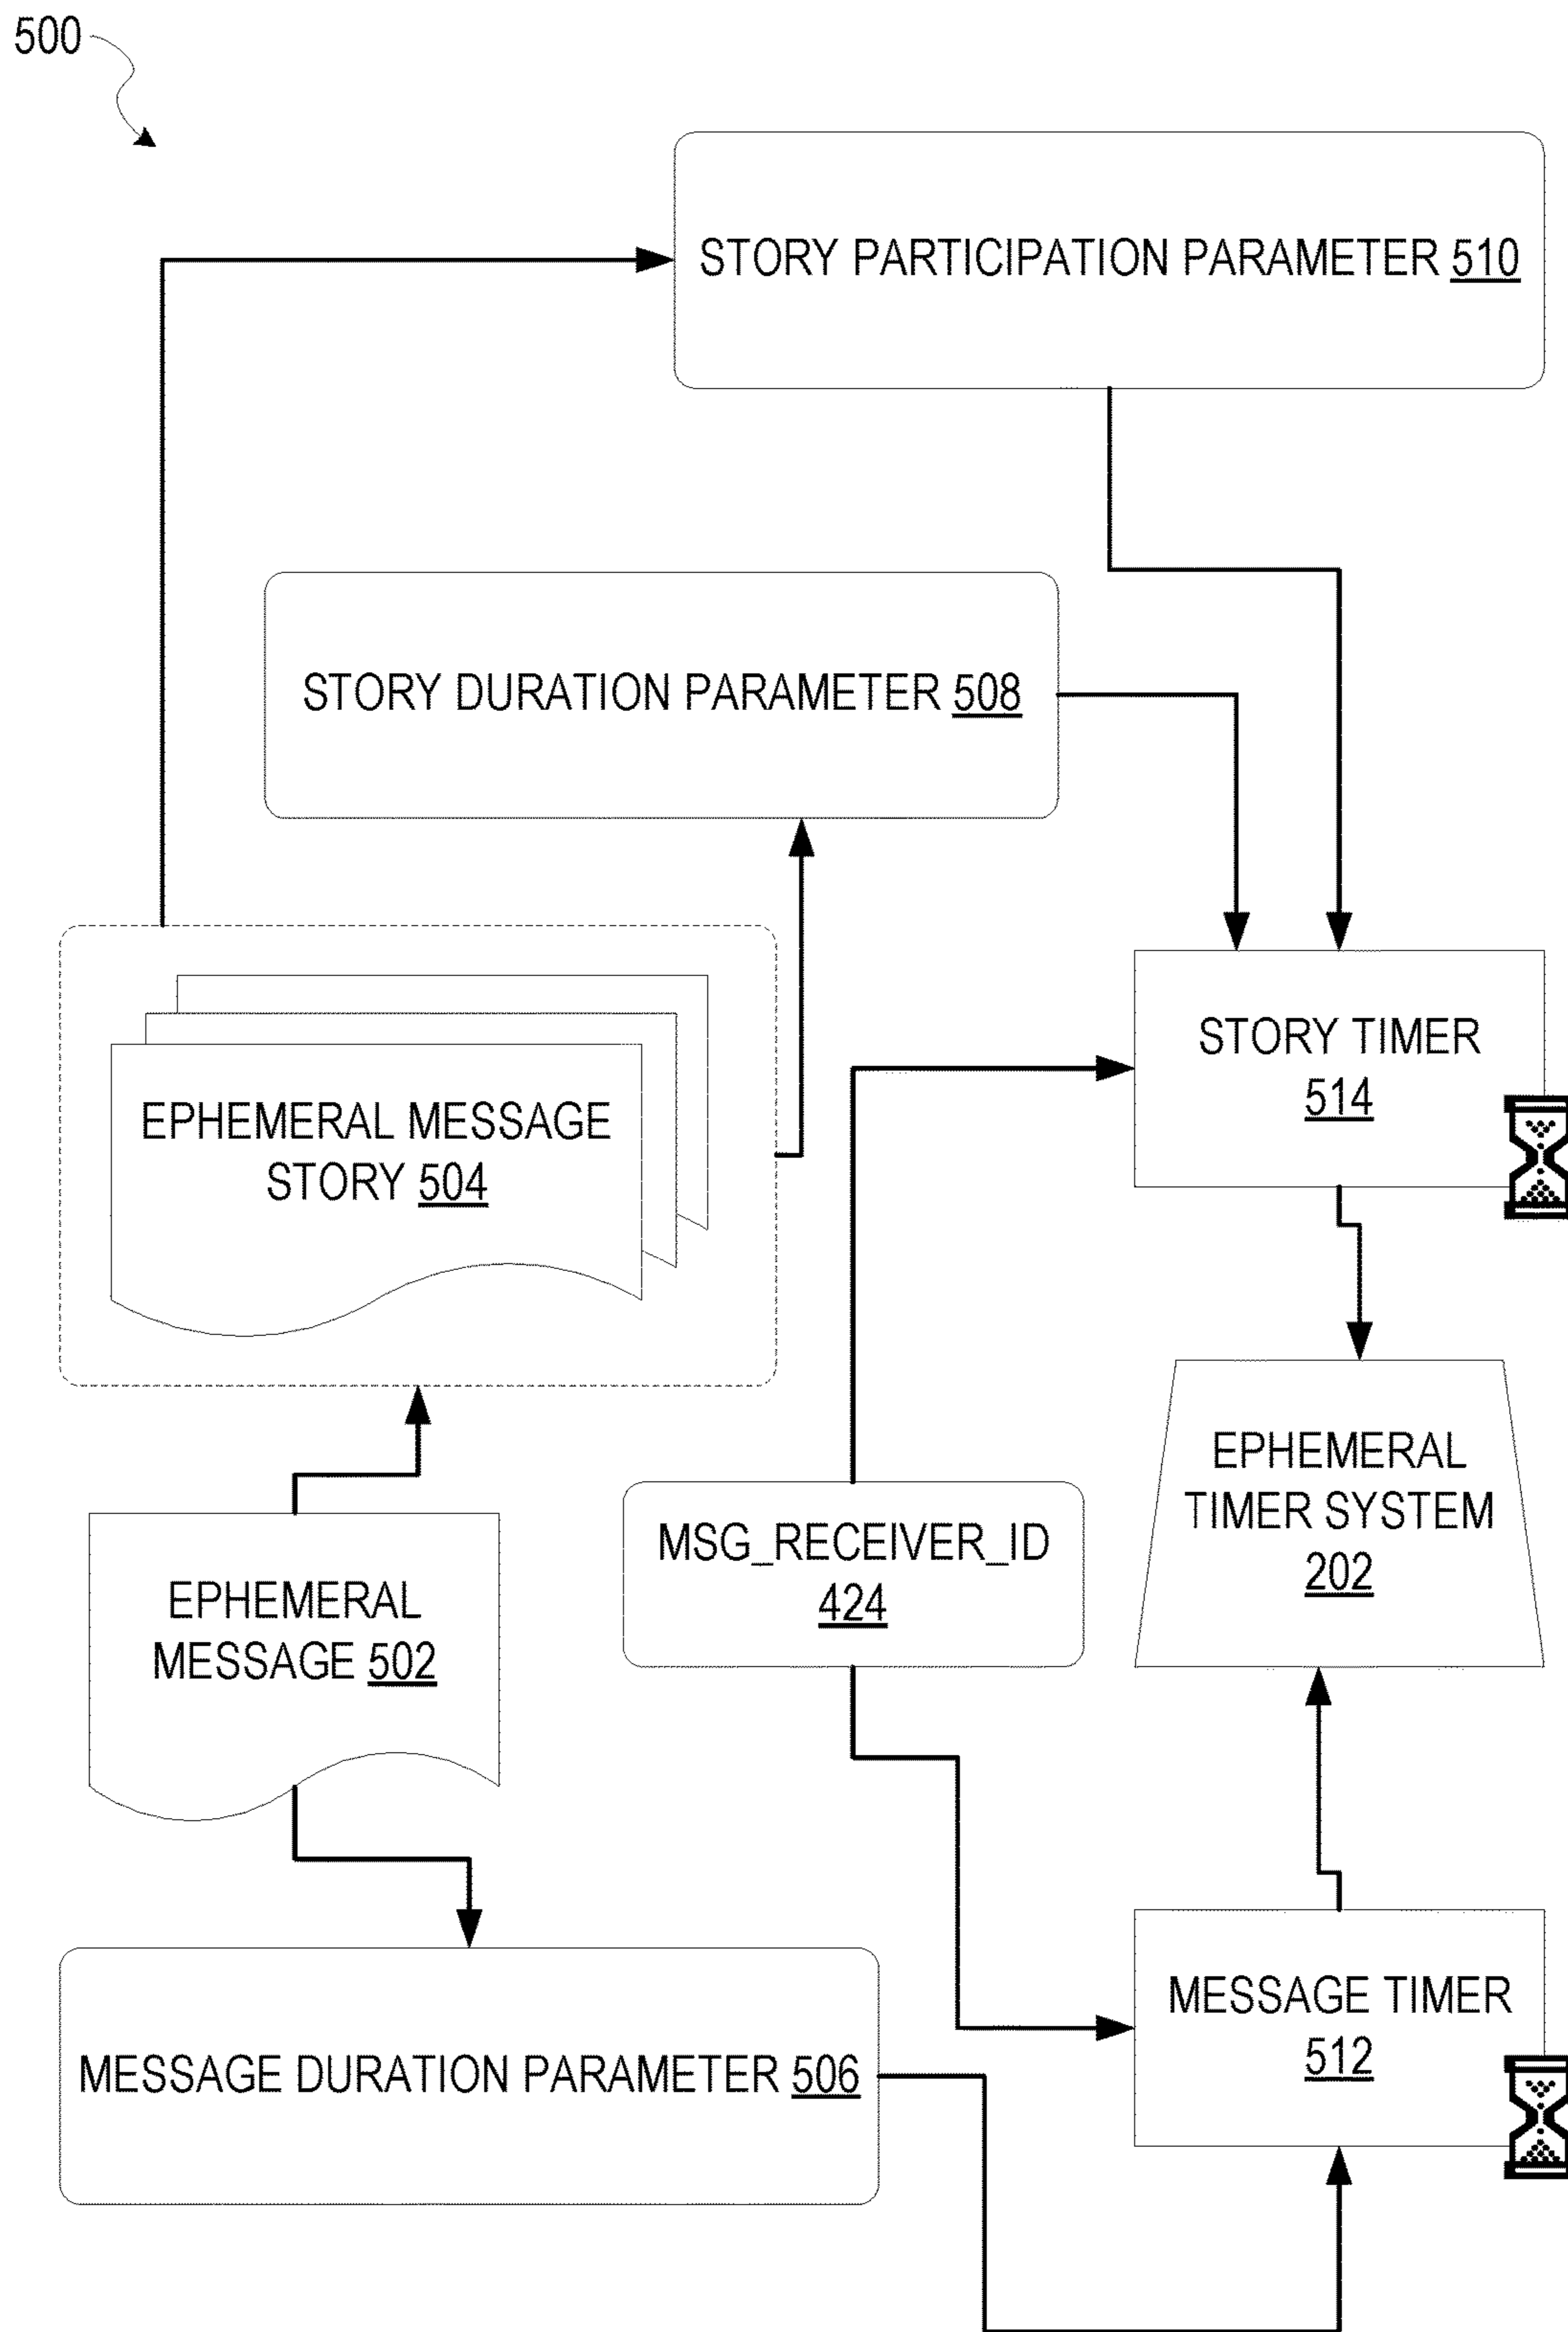 500
STORY PARTICIPATION PARAMETER 510
STORY DURATION PARAMETER 508
STORY TIMER
514
EPHEMERAL MESSAGE
STORY 504
EPHEMERAL
TIMER SYSTEM
202
MSG_RECEIVER_ID
424
EPHEMERAL
MESSAGE 502
MESSAGE TIMER
512
MESSAGE DURATION PARAMETER 506